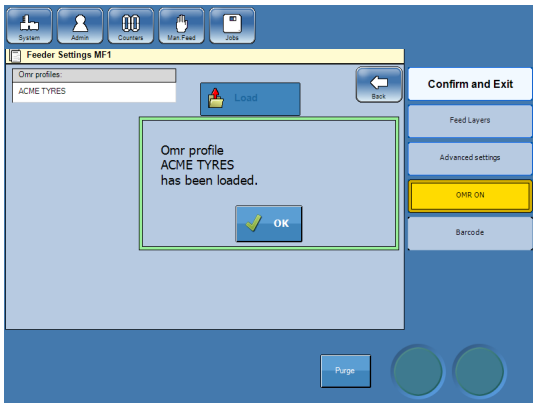 System
Admin
Counters
Man.Feed
Jobs
Feeder Settings MF1
Omr profiles:
ACME TYRES
Load
Back
Omr profile
ACME TYRES
has been loaded.
OK
Confirm and Exit
Feed Layers
Advanced settings
OMR ON
Barcode
Purge